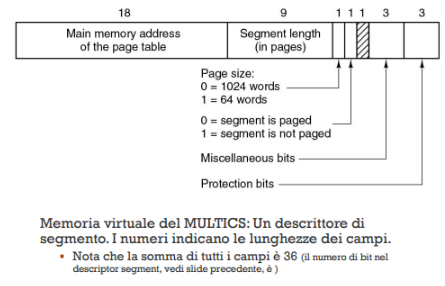 18 9 1 1 1 3 3
Main memory address
of the page table
Segment length
(in pages)
Page size:
0 = 1024 words
1 = 64 words
0 = segment is paged
1 = segment is not paged
Miscellaneous bits
Protection bits
Memoria virtuale del MULTICS: Un descrittore di
segmento. I numeri indicano le lunghezze dei campi.
▪ Nota che la somma di tutti i campi è 36 (il numero di bit nel
descriptor segment, vedi slide precedente, è )